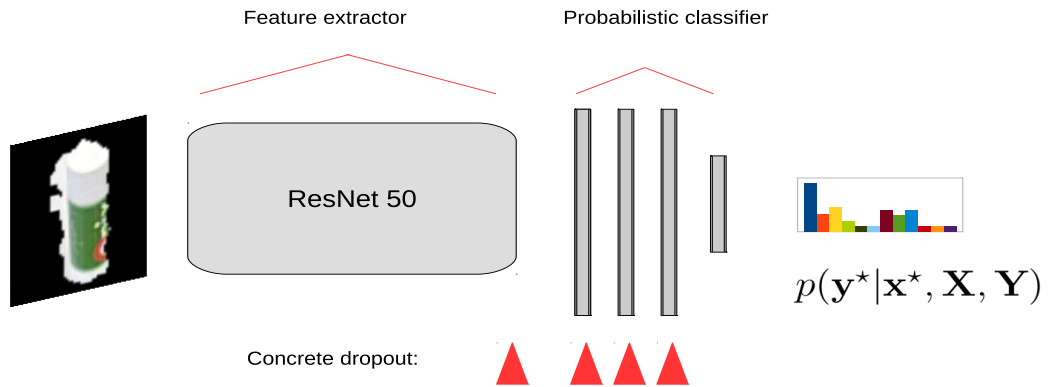 Feature extractor
Probabilistic classifier
ResNet 50
p(y⋆|x⋆, X, Y)
Concrete dropout: